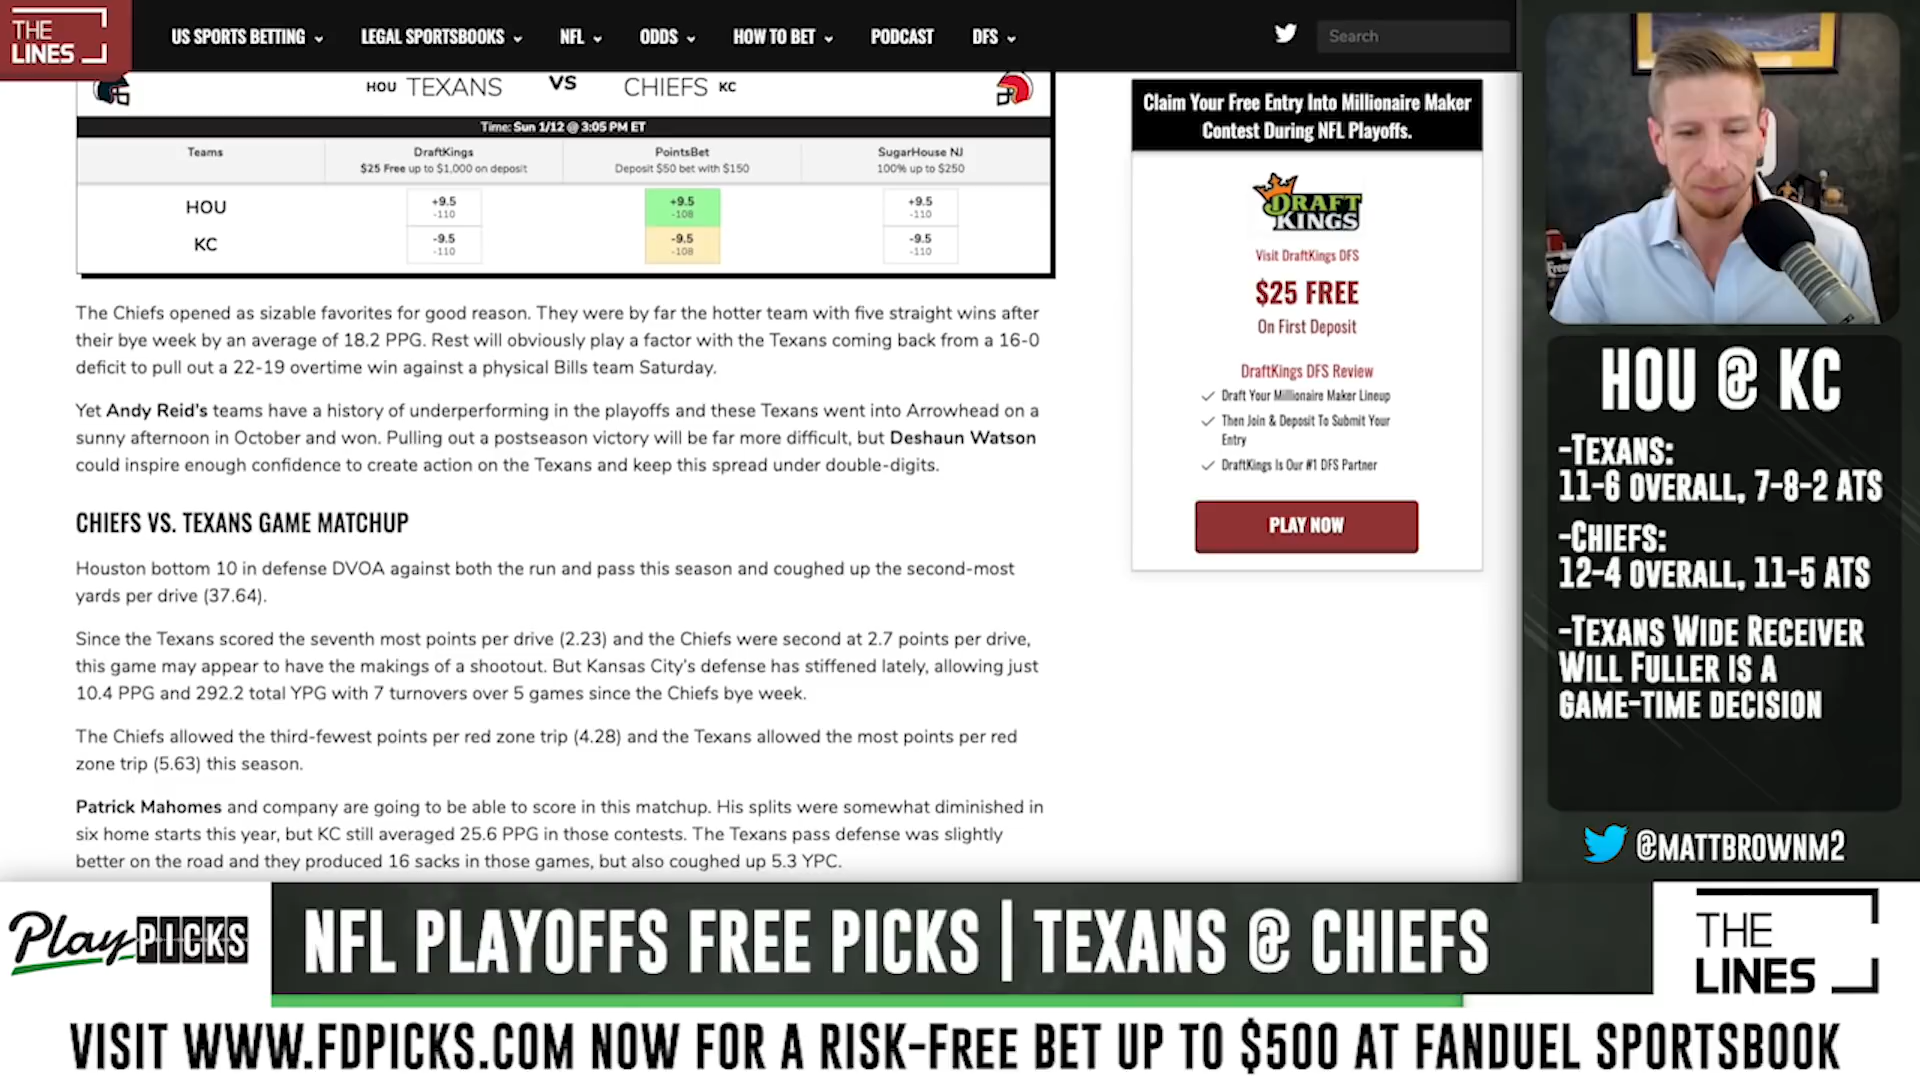 THE LINES
US SPORTS BETTING
LEGAL SPORTSBOOKS
NFL
ODDS
HOW TO BET
PODCAST
DFS
Search
HOU TEXANS VS CHIEFS KC
Time: Sun 1/12 @ 3:05 PM ET
Teams DraftKings PointsBet SugarHouse NJ
$25 Free up to $1,000 on deposit Deposit $50 bet with $150 100% up to $250
HOU +9.5 +9.5 +9.5
-110 -108 -110
KC -9.5 -9.5 -9.5
-110 -108 -110
The Chiefs opened as sizable favorites for good reason. They were by far the hotter team with five straight wins after
their bye week by an average of 18.2 PPG. Rest will obviously play a factor with the Texans coming back from a 16-0
deficit to pull out a 22-19 overtime win against a physical Bills team Saturday.
Yet Andy Reid's teams have a history of underperforming in the playoffs and these Texans went into Arrowhead on a
sunny afternoon in October and won. Pulling out a postseason victory will be far more difficult, but Deshaun Watson
could inspire enough confidence to create action on the Texans and keep this spread under double-digits.
CHIEFS VS. TEXANS GAME MATCHUP
Houston bottom 10 in defense DVOA against both the run and pass this season and coughed up the second-most
yards per drive (37.64).
Since the Texans scored the seventh most points per drive (2.23) and the Chiefs were second at 2.7 points per drive,
this game may appear to have the makings of a shootout. But Kansas City's defense has stiffened lately, allowing just
10.4 PPG and 292.2 total YPG with 7 turnovers over 5 games since the Chiefs bye week.
The Chiefs allowed the third-fewest points per red zone trip (4.28) and the Texans allowed the most points per red
zone trip (5.63) this season.
Patrick Mahomes and company are going to be able to score in this matchup. His splits were somewhat diminished in
six home starts this year, but KC still averaged 25.6 PPG in those contests. The Texans pass defense was slightly
better on the road and they produced 16 sacks in those games, but also coughed up 5.3 YPC.
Claim Your Free Entry Into Millionaire Maker
Contest During NFL Playoffs.
DRAFT
KINGS
Visit DraftKings DFS
$25 FREE
On First Deposit
DraftKings DFS Review
Draft Your Millionaire Maker Lineup
Then Join & Deposit To Submit Your
Entry
DraftKings Is Our #1 DFS Partner
PLAY NOW
HOU @ KC
-TEXANS:
11-6 OVERALL, 7-8-2 ATS
-CHIEFS:
12-4 OVERALL, 11-5 ATS
-TEXANS WIDE RECEIVER
WILL FULLER IS A
GAME-TIME DECISION
@MATTBROWNM2
Play PICKS
NFL PLAYOFFS FREE PICKS | TEXANS @ CHIEFS
THE
LINES
VISIT WWW.FDPICKS.COM NOW FOR A RISK-FREE BET UP TO $500 AT FANDUEL SPORTSBOOK